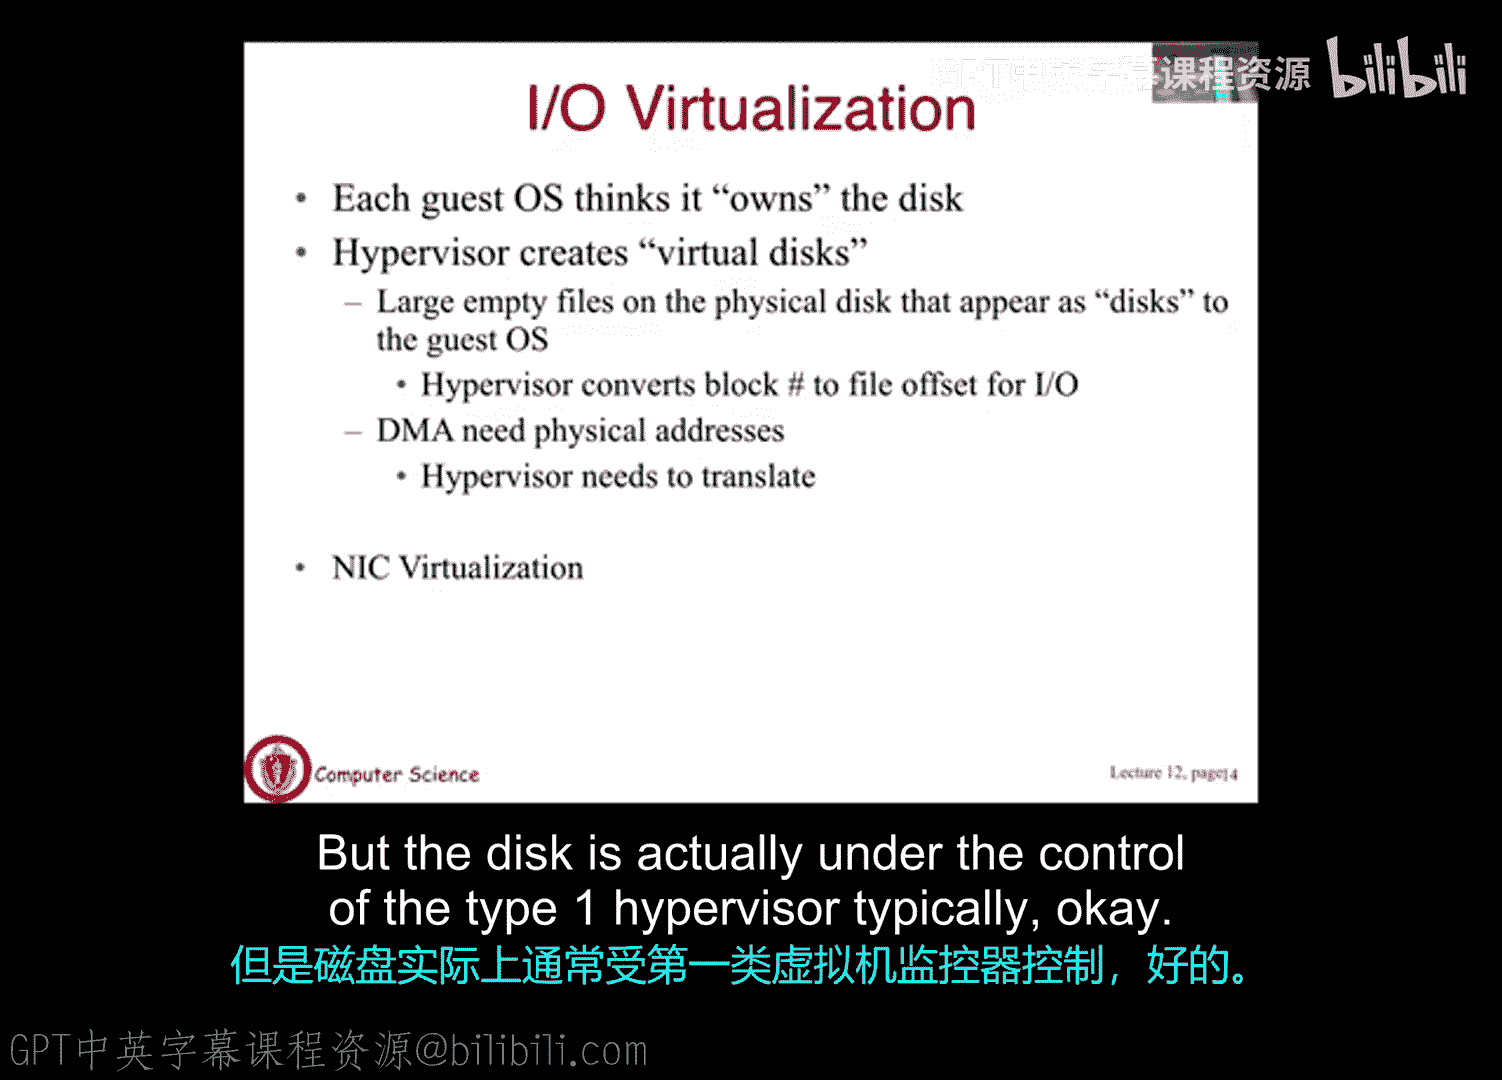 课程资源 bilibili
I/O Virtualization
• Each guest OS thinks it “owns” the disk
• Hypervisor creates “virtual disks”
– Large empty files on the physical disk that appear as “disks” to
the guest OS
• Hypervisor converts block # to file offset for I/O
– DMA need physical addresses
• Hypervisor needs to translate
• NIC Virtualization
Computer Science
Lecture 12, page14
But the disk is actually under the control
of the type 1 hypervisor typically, okay.
但是磁盘实际上通常受第一类虚拟机监控器控制，好的。
GPT中英字幕课程资源@bilibili.com